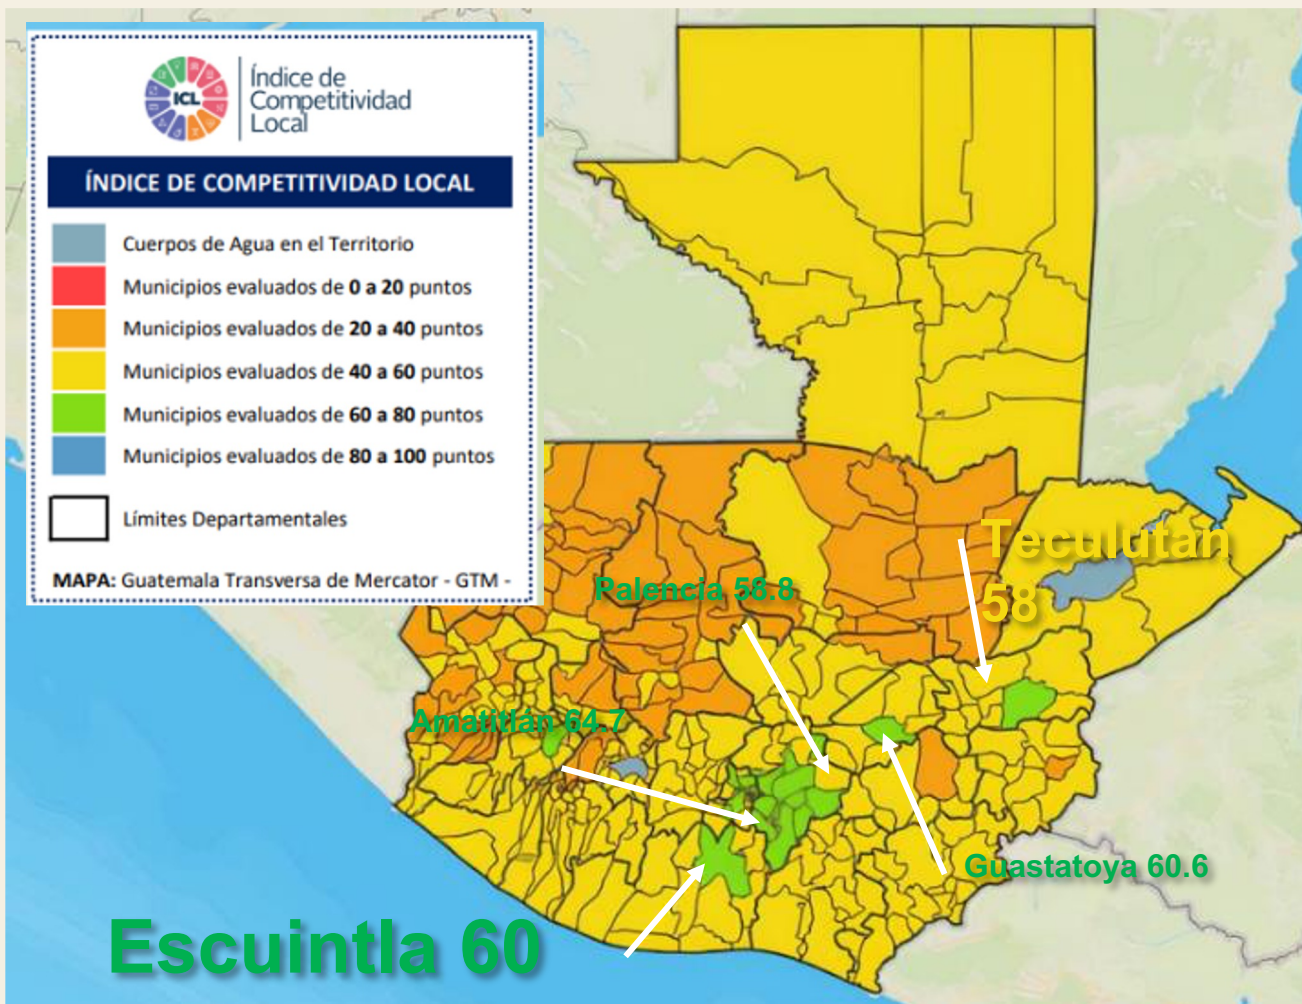 ICL
Índice de
Competitividad
Local
ÍNDICE DE COMPETITIVIDAD LOCAL
Cuerpos de Agua en el Territorio
Municipios evaluados de 0 a 20 puntos
Municipios evaluados de 20 a 40 puntos
Municipios evaluados de 40 a 60 puntos
Municipios evaluados de 60 a 80 puntos
Municipios evaluados de 80 a 100 puntos
Límites Departamentales
MAPA: Guatemala Transversa de Mercator - GTM -
Teculután
58
Palencia 58.8
Amatitlán 64.7
Guastatoya 60.6
Escuintla 60